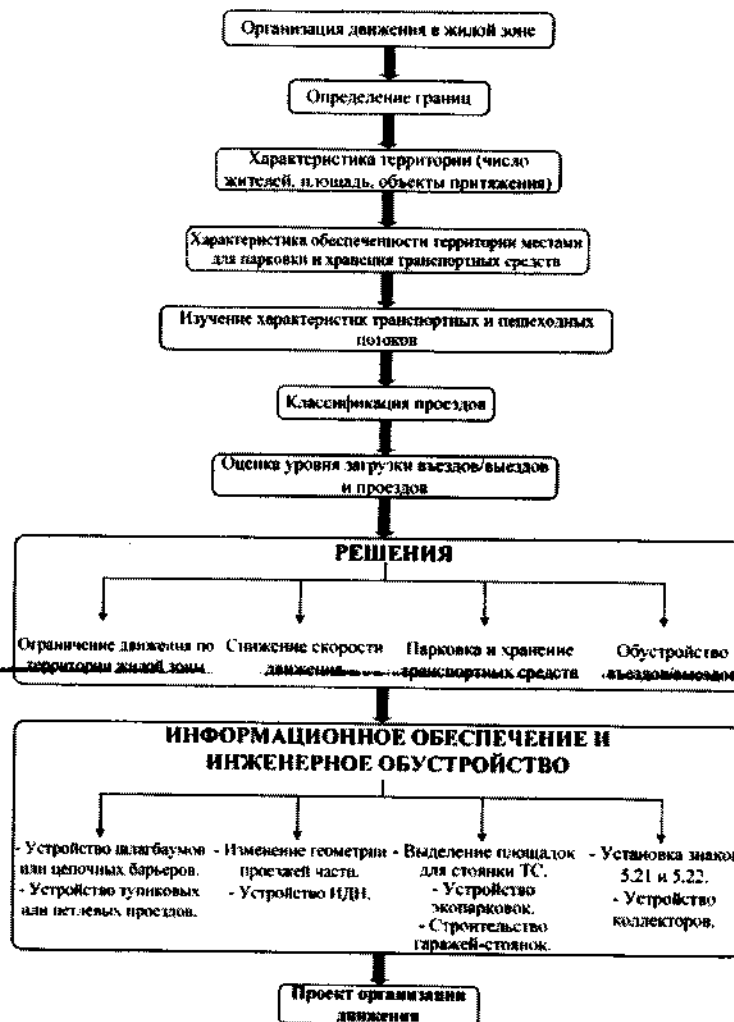 Организация движения в жилой зоне
Определение границ
Характеристика территории (число
жителей, площадь, объекты притяжения)
Характеристика обеспеченности территории местами
для парковки и хранения транспортных средств
Изучение характеристик транспортных и пешеходных
потоков
Классификация проездов
Оценка уровня загрузки въездов/выездов
и проездов
РЕШЕНИЯ
Ограничение движения по
территории жилой зоны
Снижение скорости
движения
Парковка и хранение
транспортных средств
Обустройство
въездов/выездов
ИНФОРМАЦИОННОЕ ОБЕСПЕЧЕНИЕ И
ИНЖЕНЕРНОЕ ОБУСТРОЙСТВО
- Устройство шлагбаумов
или цепочных барьеров.
- Устройство тупиковых
или петлевых проездов.
- Изменение геометрии
проезжей части.
- Устройство ИДН.
- Выделение площадок
для стоянки ТС.
- Устройство
экопарковок.
- Строительство
гаражей-стоянок.
- Установка знаков
5.21 и 5.22.
- Устройство
коллекторов.
Проект организации
движения